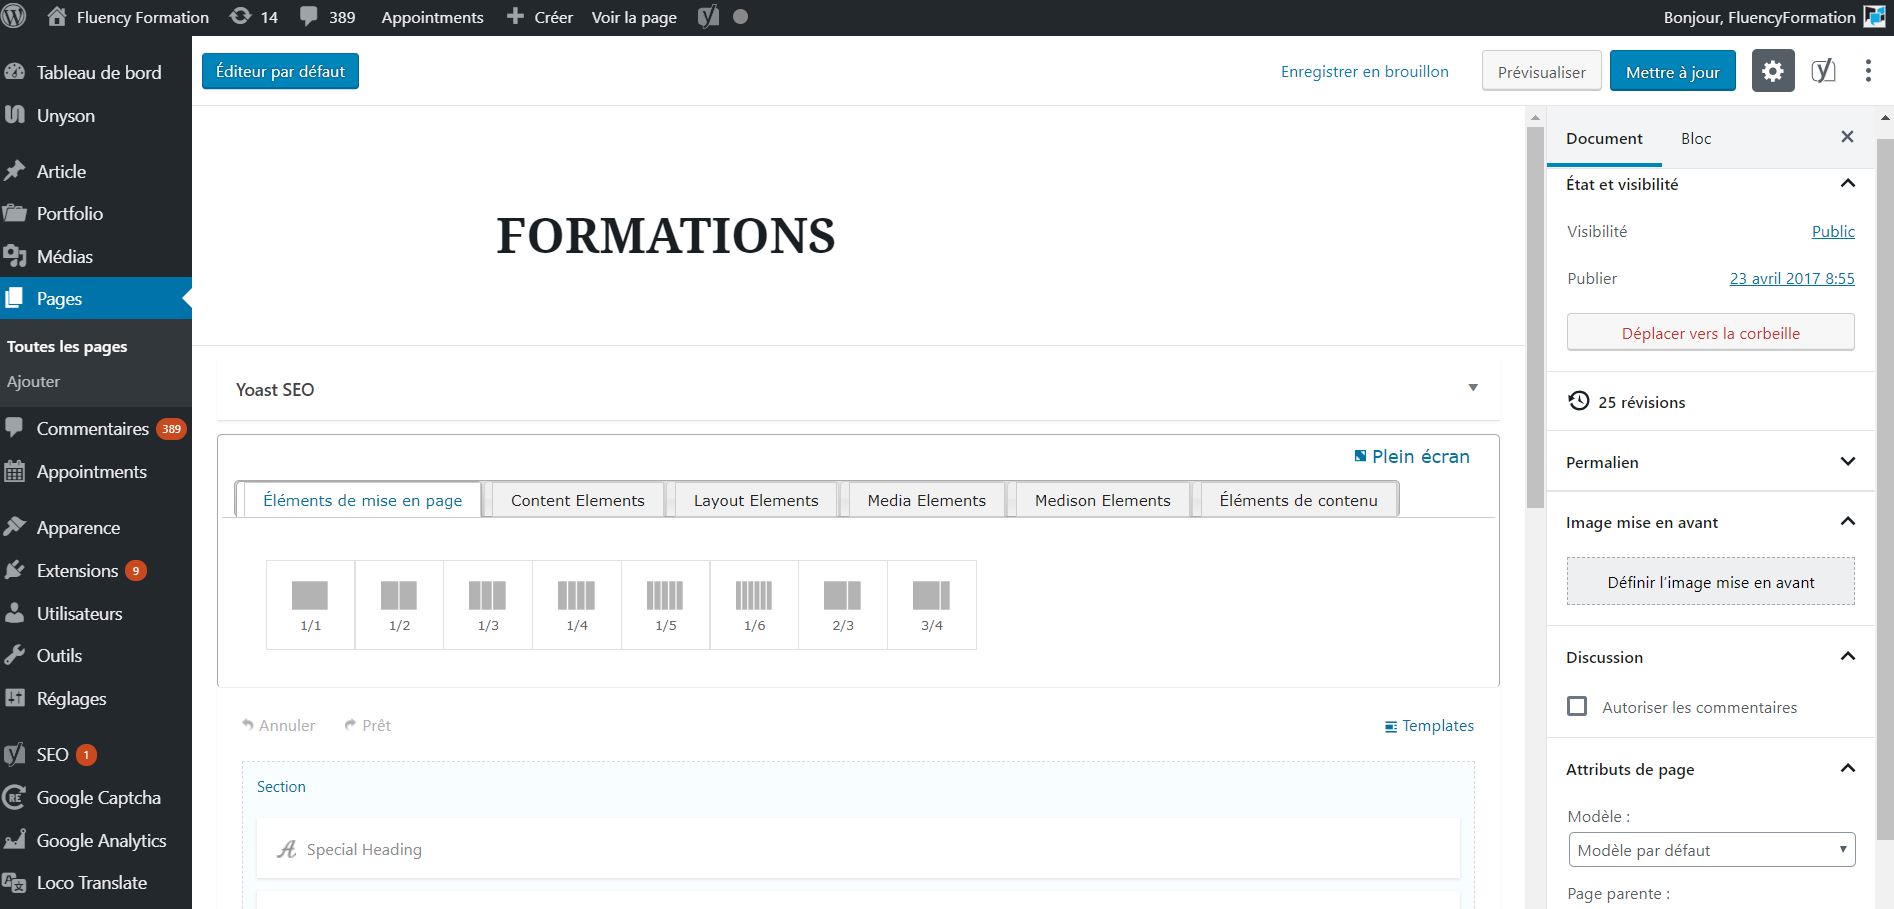 Fluency Formation 14 389 Appointments Créer Voir la page Bonjour, FluencyFormation
Tableau de bord
Unyson
Article
Portfolio
Médias
Pages
Toutes les pages
Ajouter
Commentaires 389
Appointments
Apparence
Extensions 9
Utilisateurs
Outils
Réglages
SEO 1
Google Captcha
Google Analytics
Loco Translate
Éditeur par défaut Enregistrer en brouillon Prévisualiser Mettre à jour
FORMATIONS
Yoast SEO
Plein écran
Éléments de mise en page Content Elements Layout Elements Media Elements Medison Elements Éléments de contenu
1/1 1/2 1/3 1/4 1/5 1/6 2/3 3/4
Annuler Prêt Templates
Section
Special Heading
Document Bloc
État et visibilité
Visibilité Public
Publier 23 avril 2017 8:55
Déplacer vers la corbeille
25 révisions
Permalien
Image mise en avant
Définir l'image mise en avant
Discussion
Autoriser les commentaires
Attributs de page
Modèle :
Modèle par défaut
Page parente :